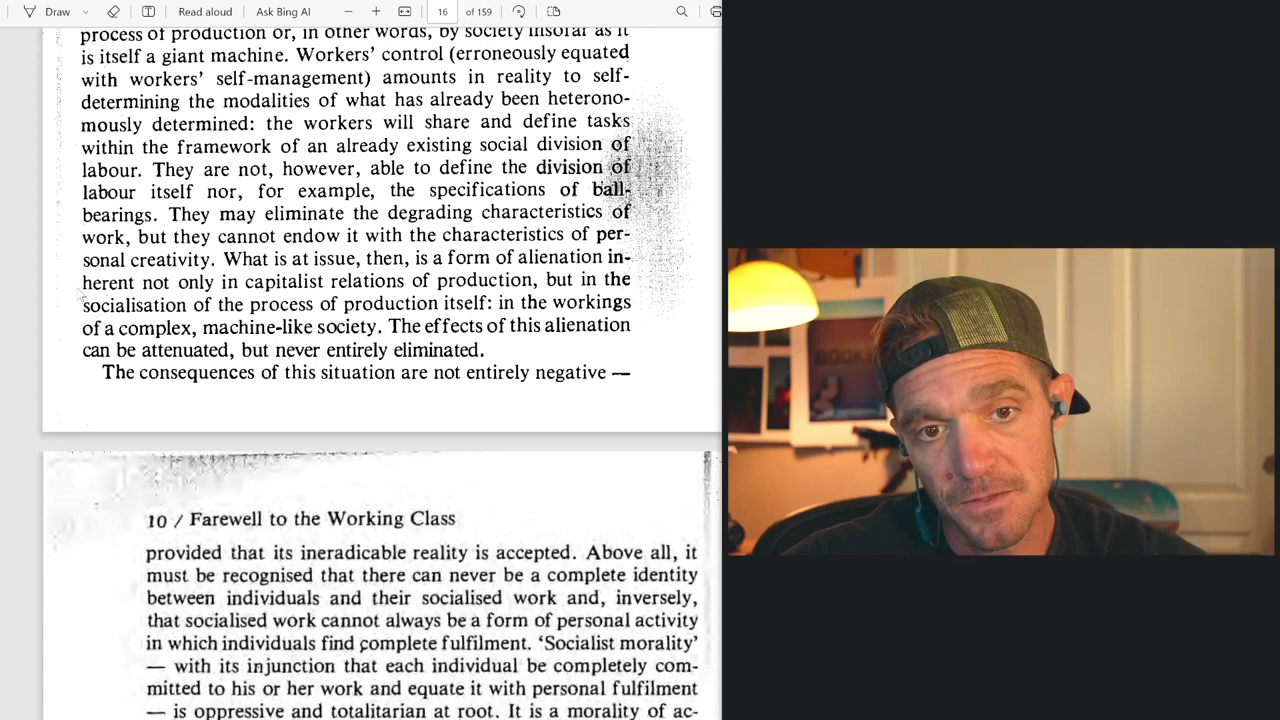 Draw
Read aloud
Ask Bing AI
16 of 159
process of production or, in other words, by society insofar as it
is itself a giant machine. Workers' control (erroneously equated
with workers' self-management) amounts in reality to self-
determining the modalities of what has already been heterono-
mously determined: the workers will share and define tasks
within the framework of an already existing social division of
labour. They are not, however, able to define the division of
labour itself nor, for example, the specifications of ball-
bearings. They may eliminate the degrading characteristics of
work, but they cannot endow it with the characteristics of per-
sonal creativity. What is at issue, then, is a form of alienation in-
herent not only in capitalist relations of production, but in the
socialisation of the process of production itself: in the workings
of a complex, machine-like society. The effects of this alienation
can be attenuated, but never entirely eliminated.
The consequences of this situation are not entirely negative —
10 / Farewell to the Working Class
provided that its ineradicable reality is accepted. Above all, it
must be recognised that there can never be a complete identity
between individuals and their socialised work and, inversely,
that socialised work cannot always be a form of personal activity
in which individuals find complete fulfilment. 'Socialist morality'
— with its injunction that each individual be completely com-
mitted to his or her work and equate it with personal fulfilment
— is oppressive and totalitarian at root. It is a morality of ac-